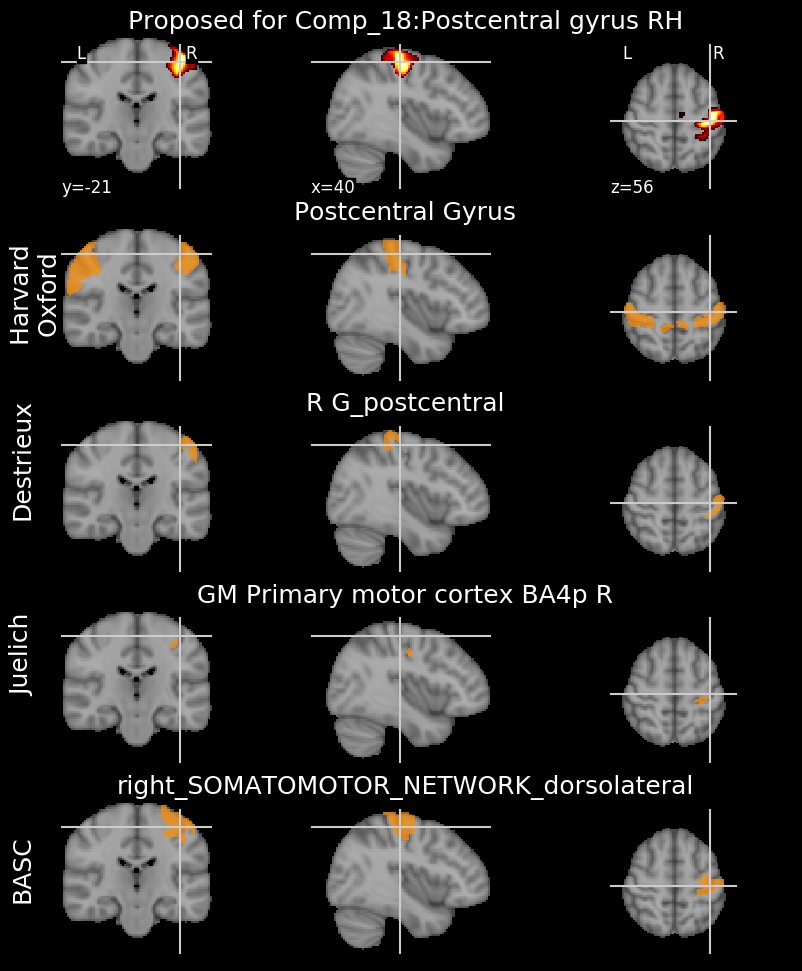 Proposed for Comp_18:Postcentral gyrus RH
L R
L R
y=-21
x=40
z=56
Postcentral Gyrus
Harvard
Oxford
R G_postcentral
Destrieux
GM Primary motor cortex BA4p R
Juelich
right_SOMATOMOTOR_NETWORK_dorsolateral
BASC